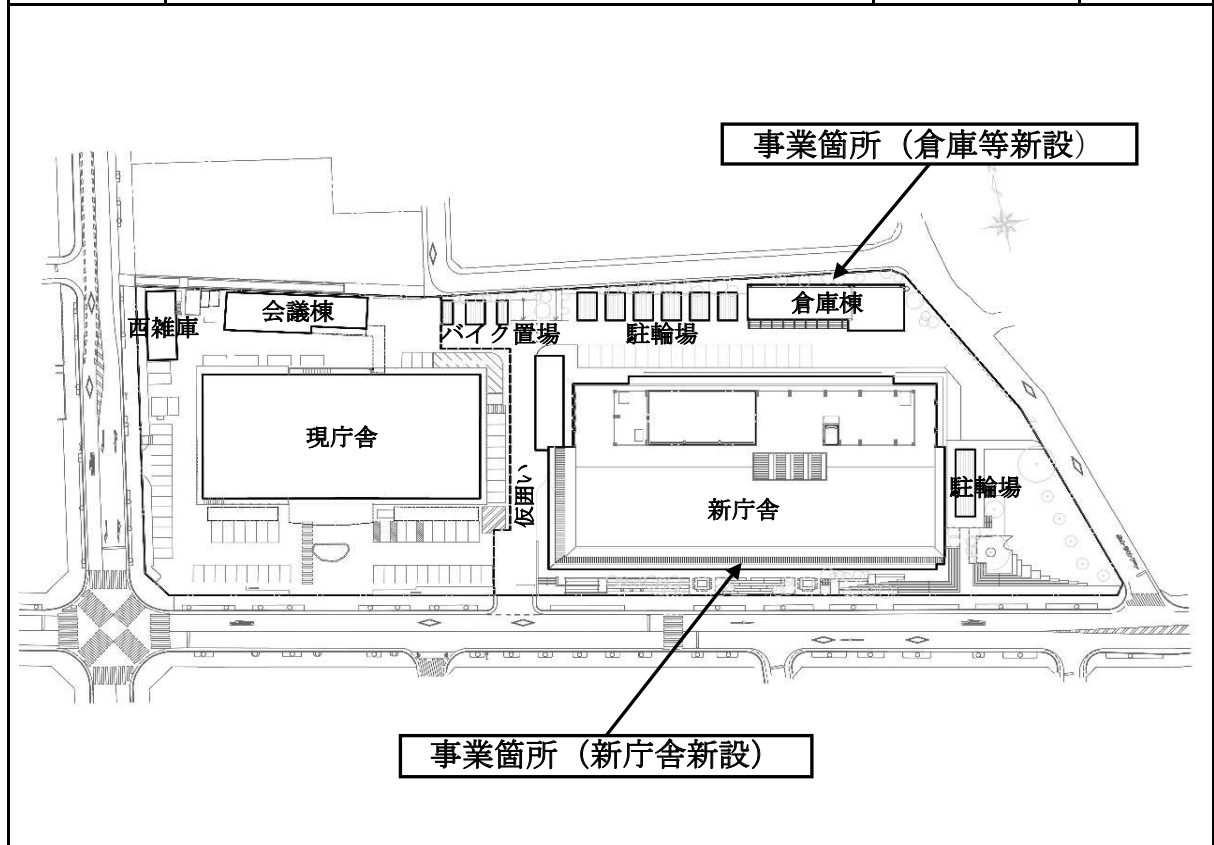 事業箇所（倉庫等新設）
会議棟
西雑庫
バイク置場
駐輪場
倉庫棟
現庁舎
仮囲い
新庁舎
駐輪場
事業箇所（新庁舎新設）